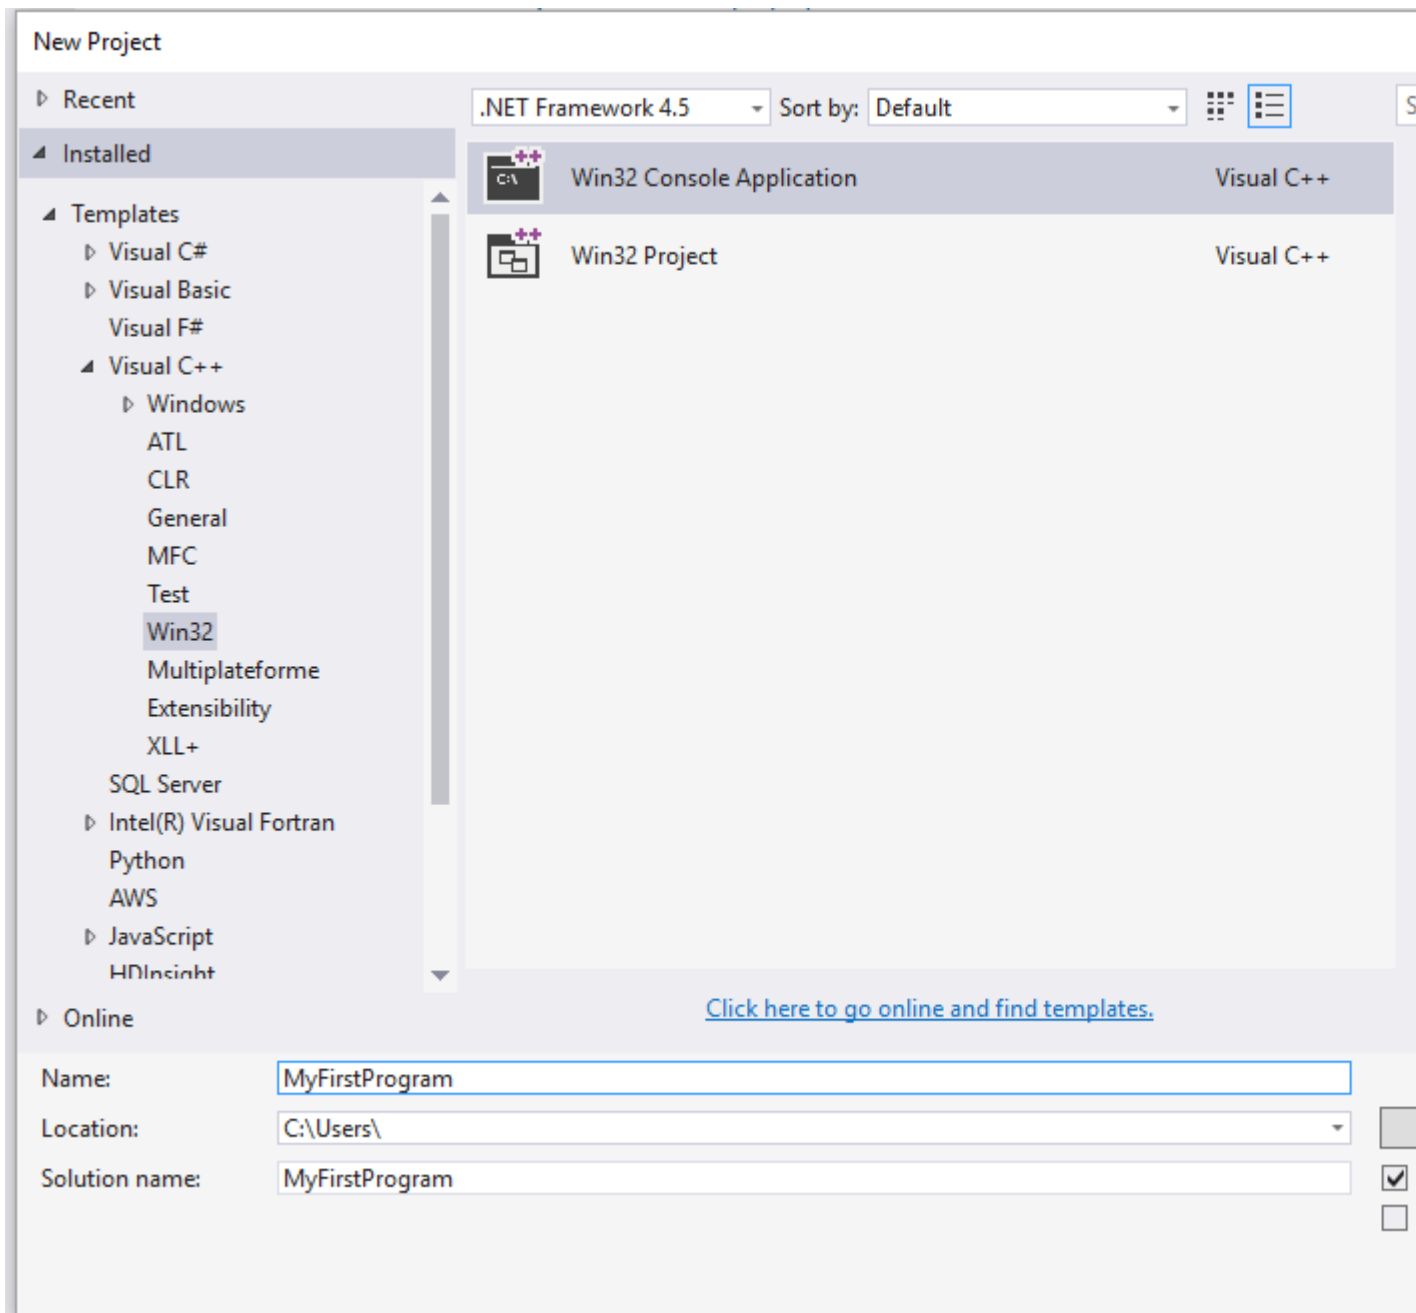 New Project
Recent
.NET Framework 4.5 Sort by: Default
Installed
Templates
Visual C#
Visual Basic
Visual F#
Visual C++
Windows
ATL
CLR
General
MFC
Test
Win32
Multiplateforme
Extensibility
XLL+
SQL Server
Intel(R) Visual Fortran
Python
AWS
JavaScript
HDInsight
Online
C:\
Win32 Console Application Visual C++
Win32 Project Visual C++
Click here to go online and find templates.
Name: MyFirstProgram
Location: C:\Users\
Solution name: MyFirstProgram